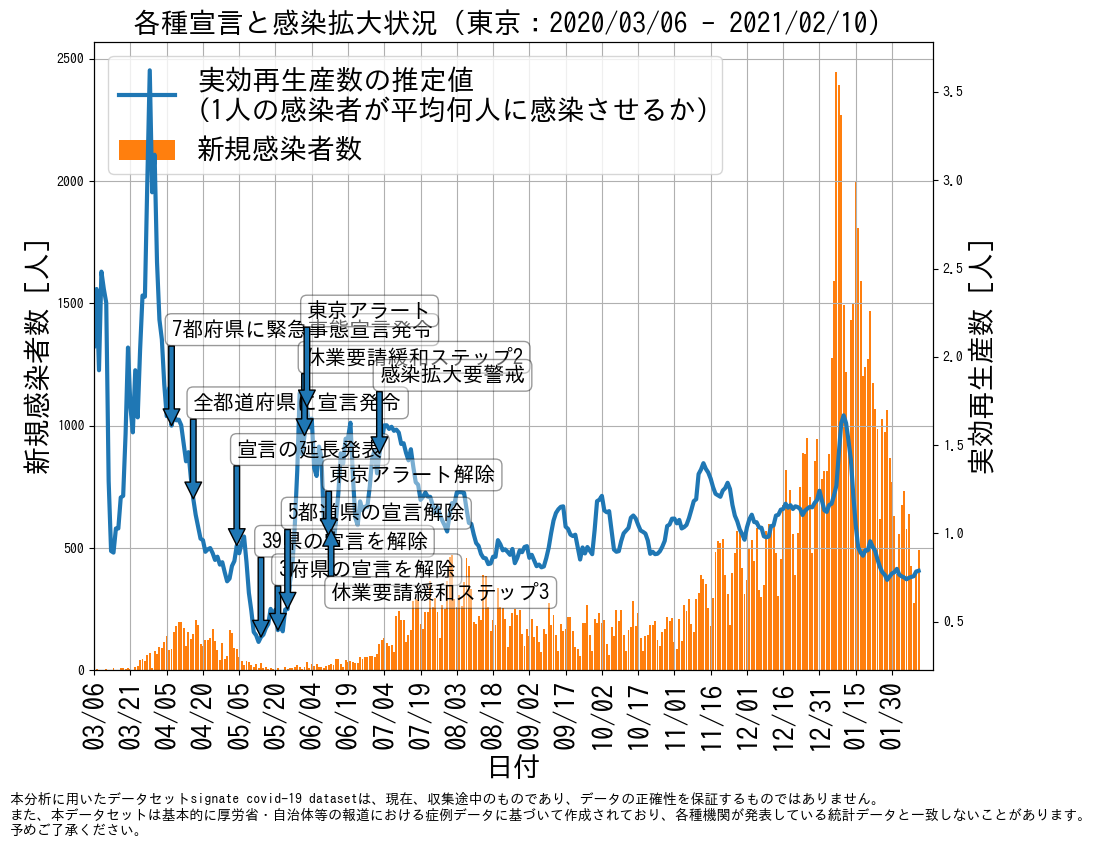 各種宣言と感染拡大状況（東京：2020/03/06 - 2021/02/10）
実効再生産数の推定値
(1人の感染者が平均何人に感染させるか)
新規感染者数
新規感染者数 [人]
2500
2000
1500
1000
500
0
実効再生産数 [人]
3.5
3.0
2.5
2.0
1.5
1.0
0.5
東京アラート
7都府県に緊急事態宣言発令
休業要請緩和ステップ2
感染拡大要警戒
全都道府県に宣言発令
宣言の延長発表
東京アラート解除
5都道県の宣言解除
39県の宣言を解除
3府県の宣言を解除
休業要請緩和ステップ3
03/06
03/21
04/05
04/20
05/05
05/20
06/04
06/19
07/04
07/19
08/03
08/18
09/02
09/17
10/02
10/17
11/01
11/16
12/01
12/16
12/31
01/15
01/30
日付
本分析に用いたデータセットsignate covid-19 datasetは、現在、収集途中のものであり、データの正確性を保証するものではありません。
また、本データセットは基本的に厚労省・自治体等の報道における症例データに基づいて作成されており、各種機関が発表している統計データと一致しないことがあります。
予めご了承ください。